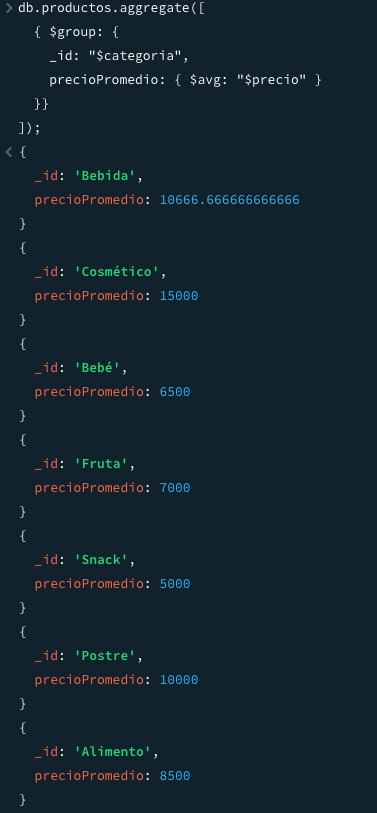 > db.productos.aggregate([
{ $group: {
_id: "$categoria",
precioPromedio: { $avg: "$precio" }
}}
]);
< {
_id: 'Bebida',
precioPromedio: 10666.666666666666
}
{
_id: 'Cosmético',
precioPromedio: 15000
}
{
_id: 'Bebé',
precioPromedio: 6500
}
{
_id: 'Fruta',
precioPromedio: 7000
}
{
_id: 'Snack',
precioPromedio: 5000
}
{
_id: 'Postre',
precioPromedio: 10000
}
{
_id: 'Alimento',
precioPromedio: 8500
}